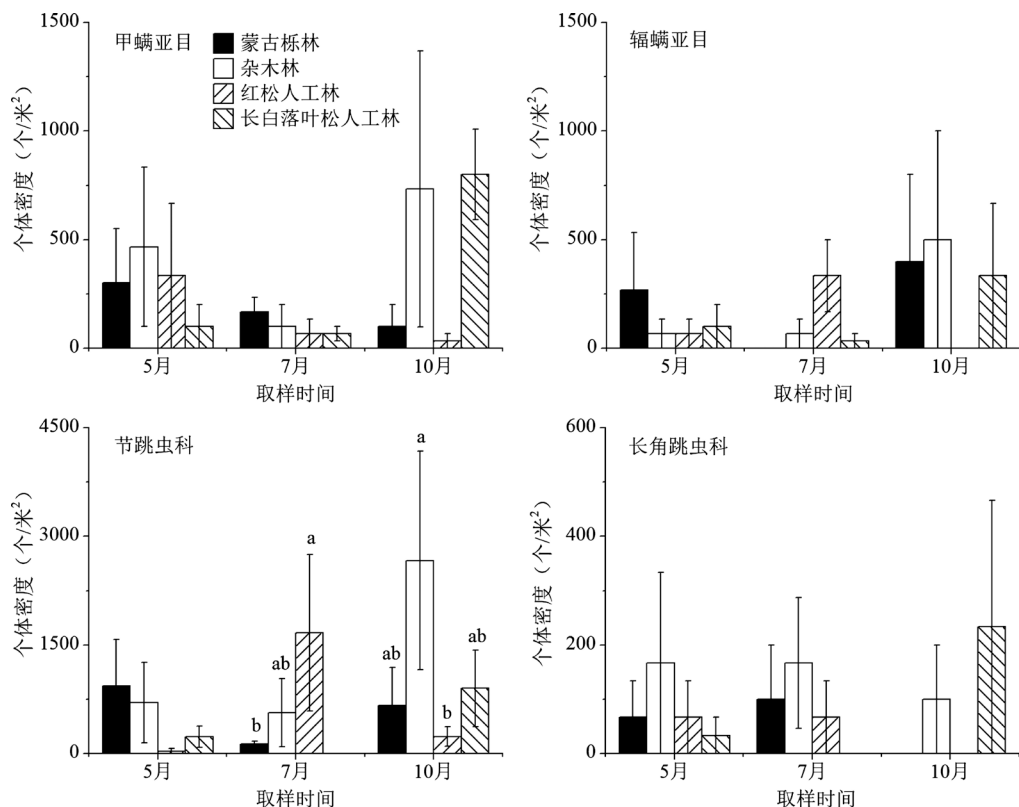 甲螨亚目
蒙古栎林
杂木林
红松人工林
长白落叶松人工林
1500
1000
500
0
个体密度（个/米²）
5月 7月 10月
取样时间
辐螨亚目
1500
1000
500
0
个体密度（个/米²）
5月 7月 10月
取样时间
节跳虫科
4500
3000
1500
0
个体密度（个/米²）
b ab a
ab a b ab
5月 7月 10月
取样时间
长角跳虫科
600
400
200
0
个体密度（个/米²）
5月 7月 10月
取样时间